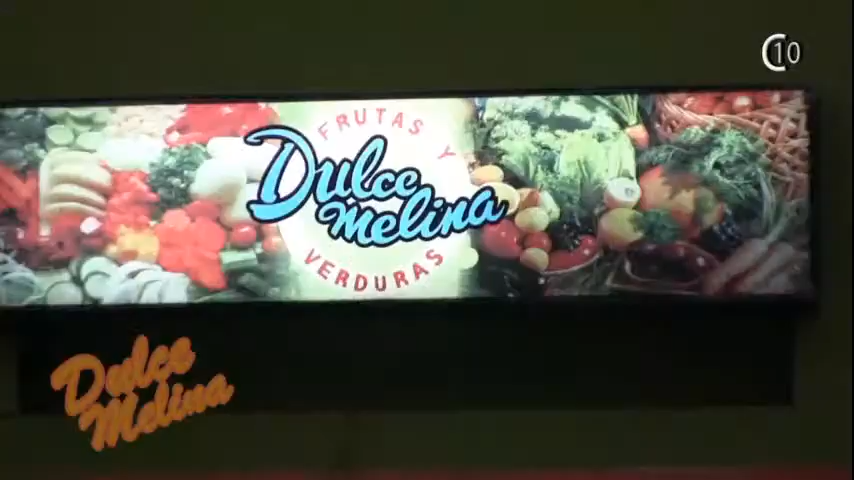 C10
FRUTAS Y
Dulce
Melina
VERDURAS
Dulce
Melina